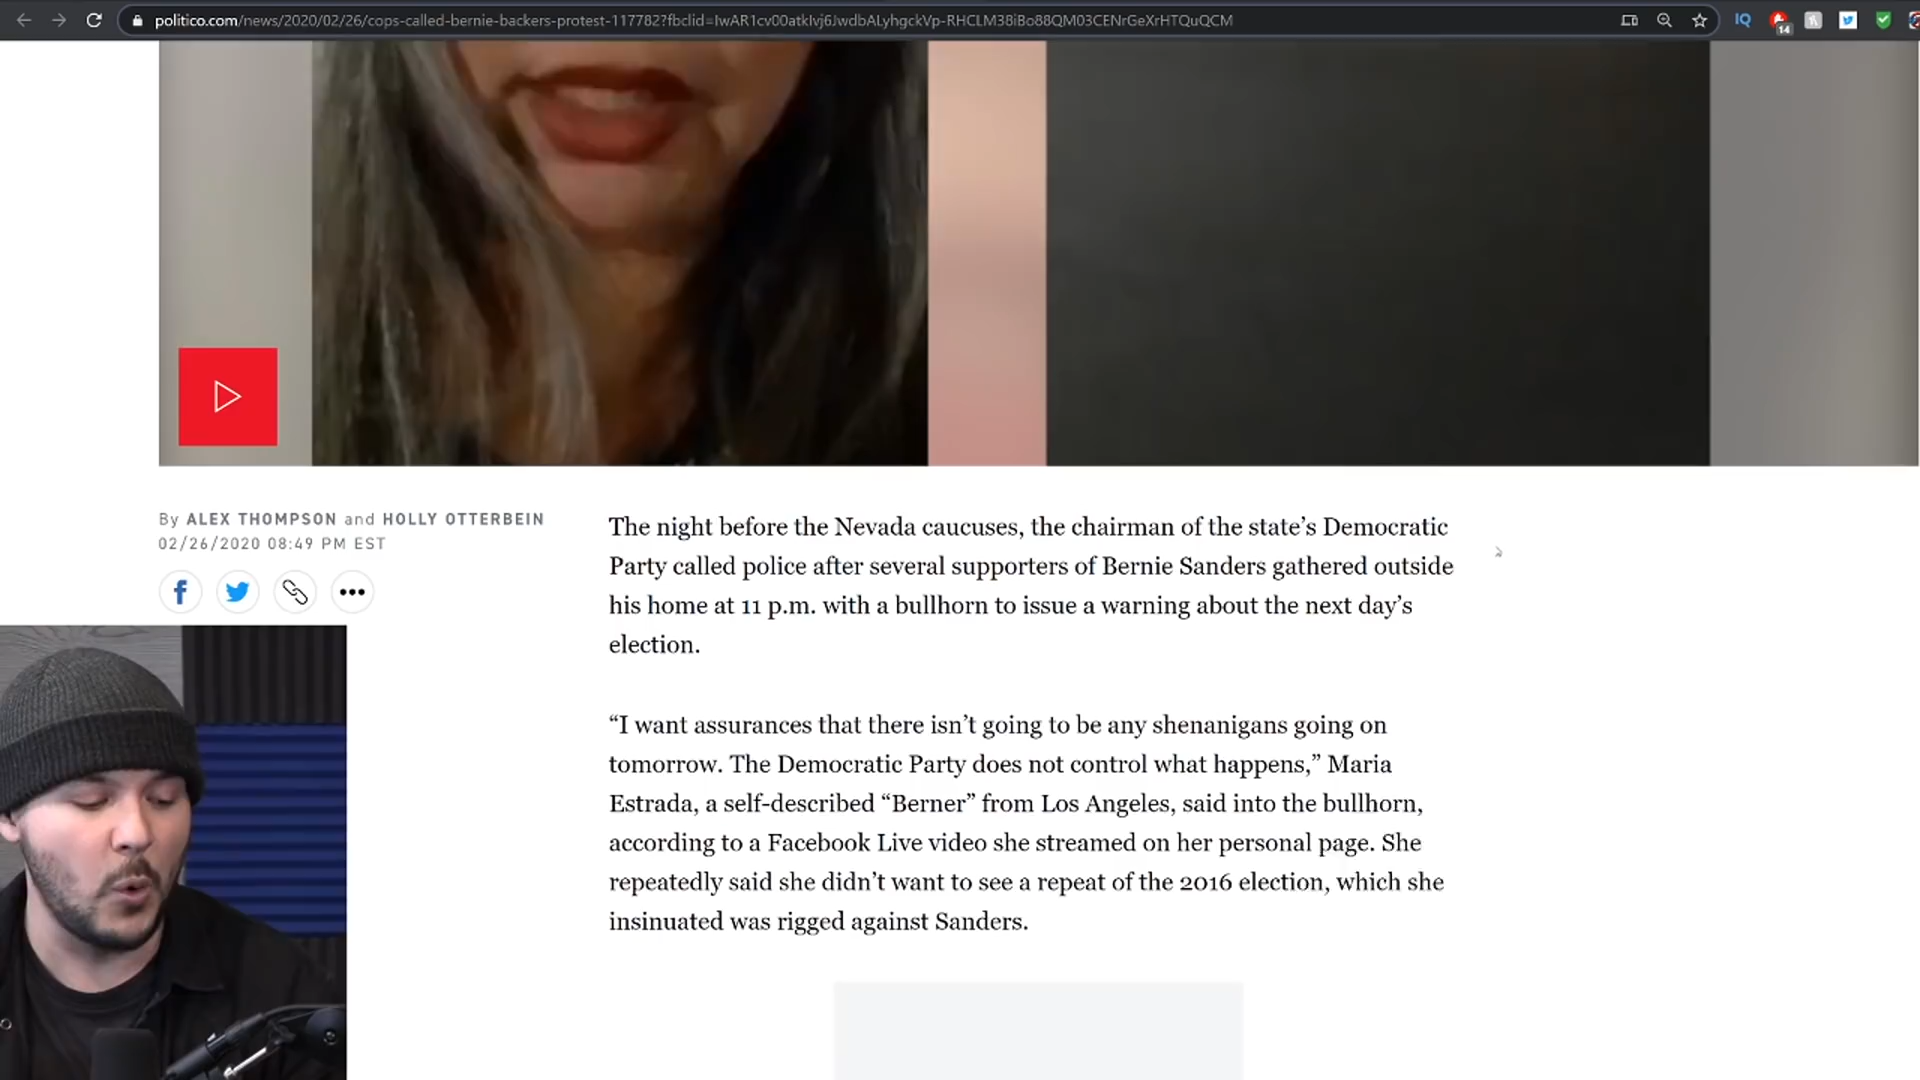 politico.com/news/2020/02/26/cops-called-bernie-backers-protest-117782?fbclid=IwAR1cv00atkIvj6JwdbALyhgckVp-RHCLM38iBo88QM03CENrGeXrHTQuQCM
IQ
14
By ALEX THOMPSON and HOLLY OTTERBEIN
02/26/2020 08:49 PM EST
The night before the Nevada caucuses, the chairman of the state’s Democratic
Party called police after several supporters of Bernie Sanders gathered outside
his home at 11 p.m. with a bullhorn to issue a warning about the next day’s
election.
“I want assurances that there isn’t going to be any shenanigans going on
tomorrow. The Democratic Party does not control what happens,” Maria
Estrada, a self-described “Berner” from Los Angeles, said into the bullhorn,
according to a Facebook Live video she streamed on her personal page. She
repeatedly said she didn’t want to see a repeat of the 2016 election, which she
insinuated was rigged against Sanders.